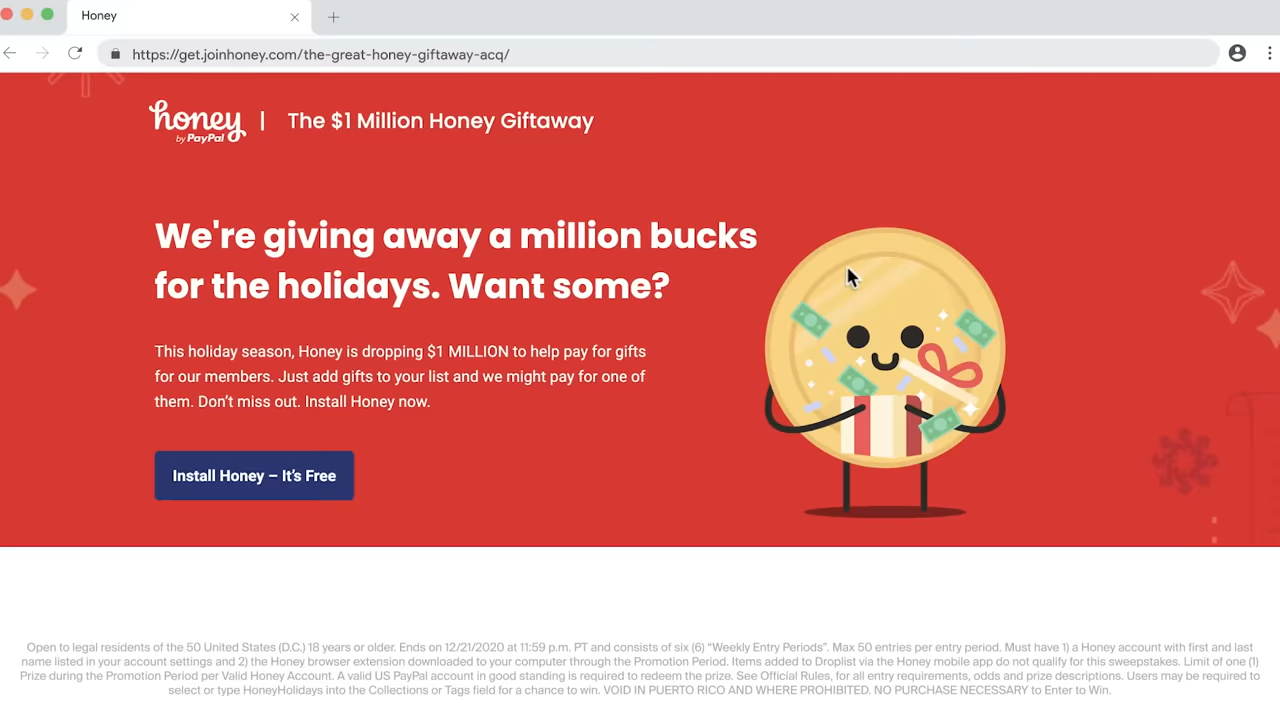 Honey
https://get.joinhoney.com/the-great-honey-giftaway-acq/
honey | The $1 Million Honey Giftaway
by PayPal
We're giving away a million bucks
for the holidays. Want some?
This holiday season, Honey is dropping $1 MILLION to help pay for gifts
for our members. Just add gifts to your list and we might pay for one of
them. Don’t miss out. Install Honey now.
Install Honey – It’s Free
Open to legal residents of the 50 United States (D.C.) 18 years or older. Ends on 12/21/2020 at 11:59 p.m. PT and consists of six (6) “Weekly Entry Periods”. Max 50 entries per entry period. Must have 1) a Honey account with first and last
name listed in your account settings and 2) the Honey browser extension downloaded to your computer through the Promotion Period. Items added to Droplist via the Honey mobile app do not qualify for this sweepstakes. Limit of one (1)
Prize during the Promotion Period per Valid Honey Account. A valid US PayPal account in good standing is required to redeem the prize. See Official Rules, for all entry requirements, odds and prize descriptions. Users may be required to
select or type HoneyHolidays into the Collections or Tags field for a chance to win. VOID IN PUERTO RICO AND WHERE PROHIBITED. NO PURCHASE NECESSARY to Enter to Win.